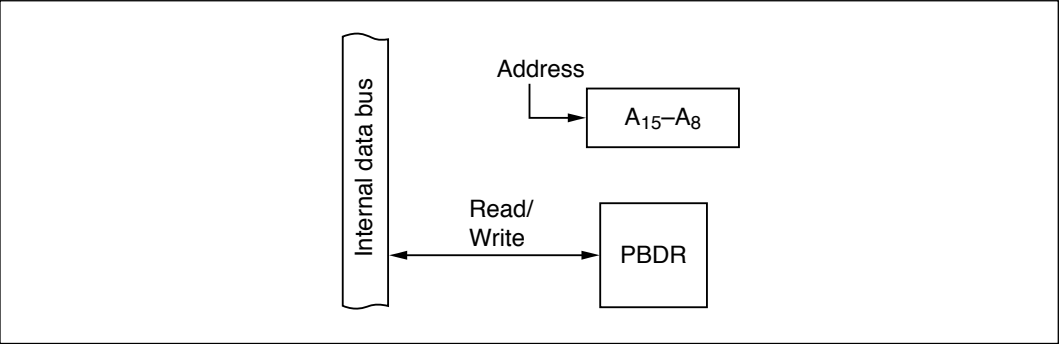 Internal data bus
Address
A₁₅–A₈
Read/
Write
PBDR